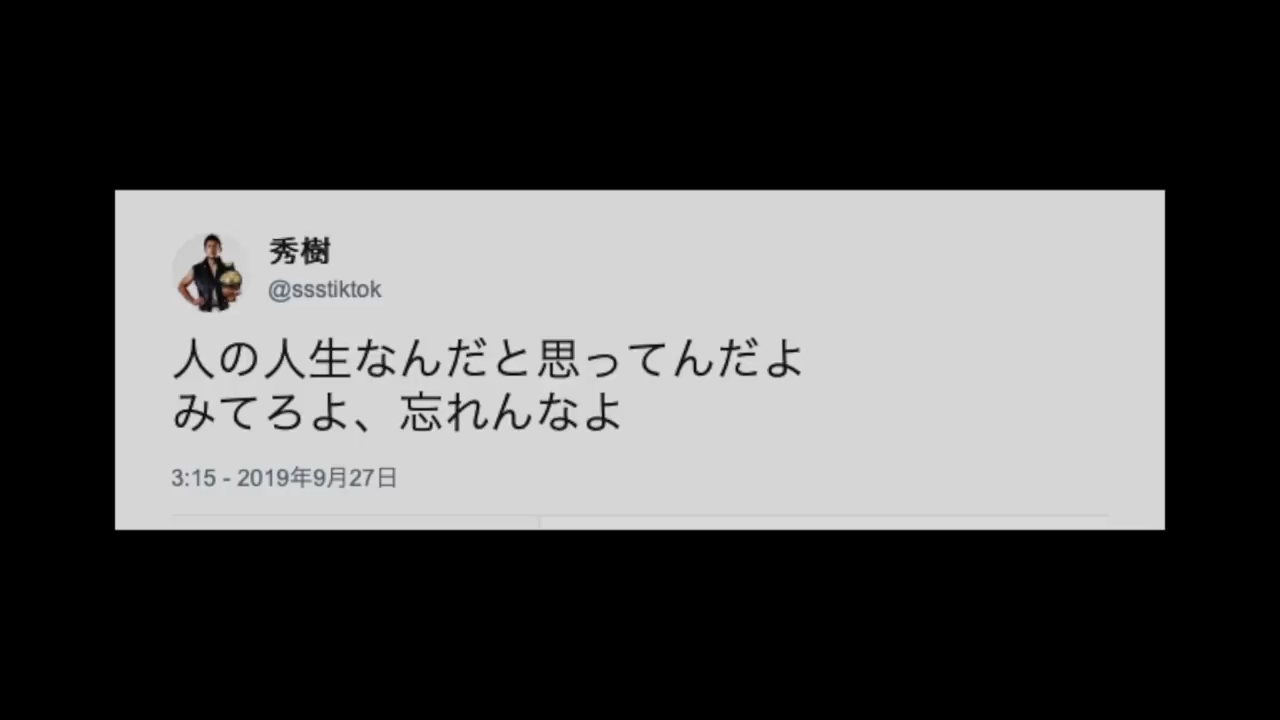 秀樹
@ssstiktok
人の人生なんだと思ってんだよ
みてろよ、忘れんなよ
3:15 - 2019年9月27日